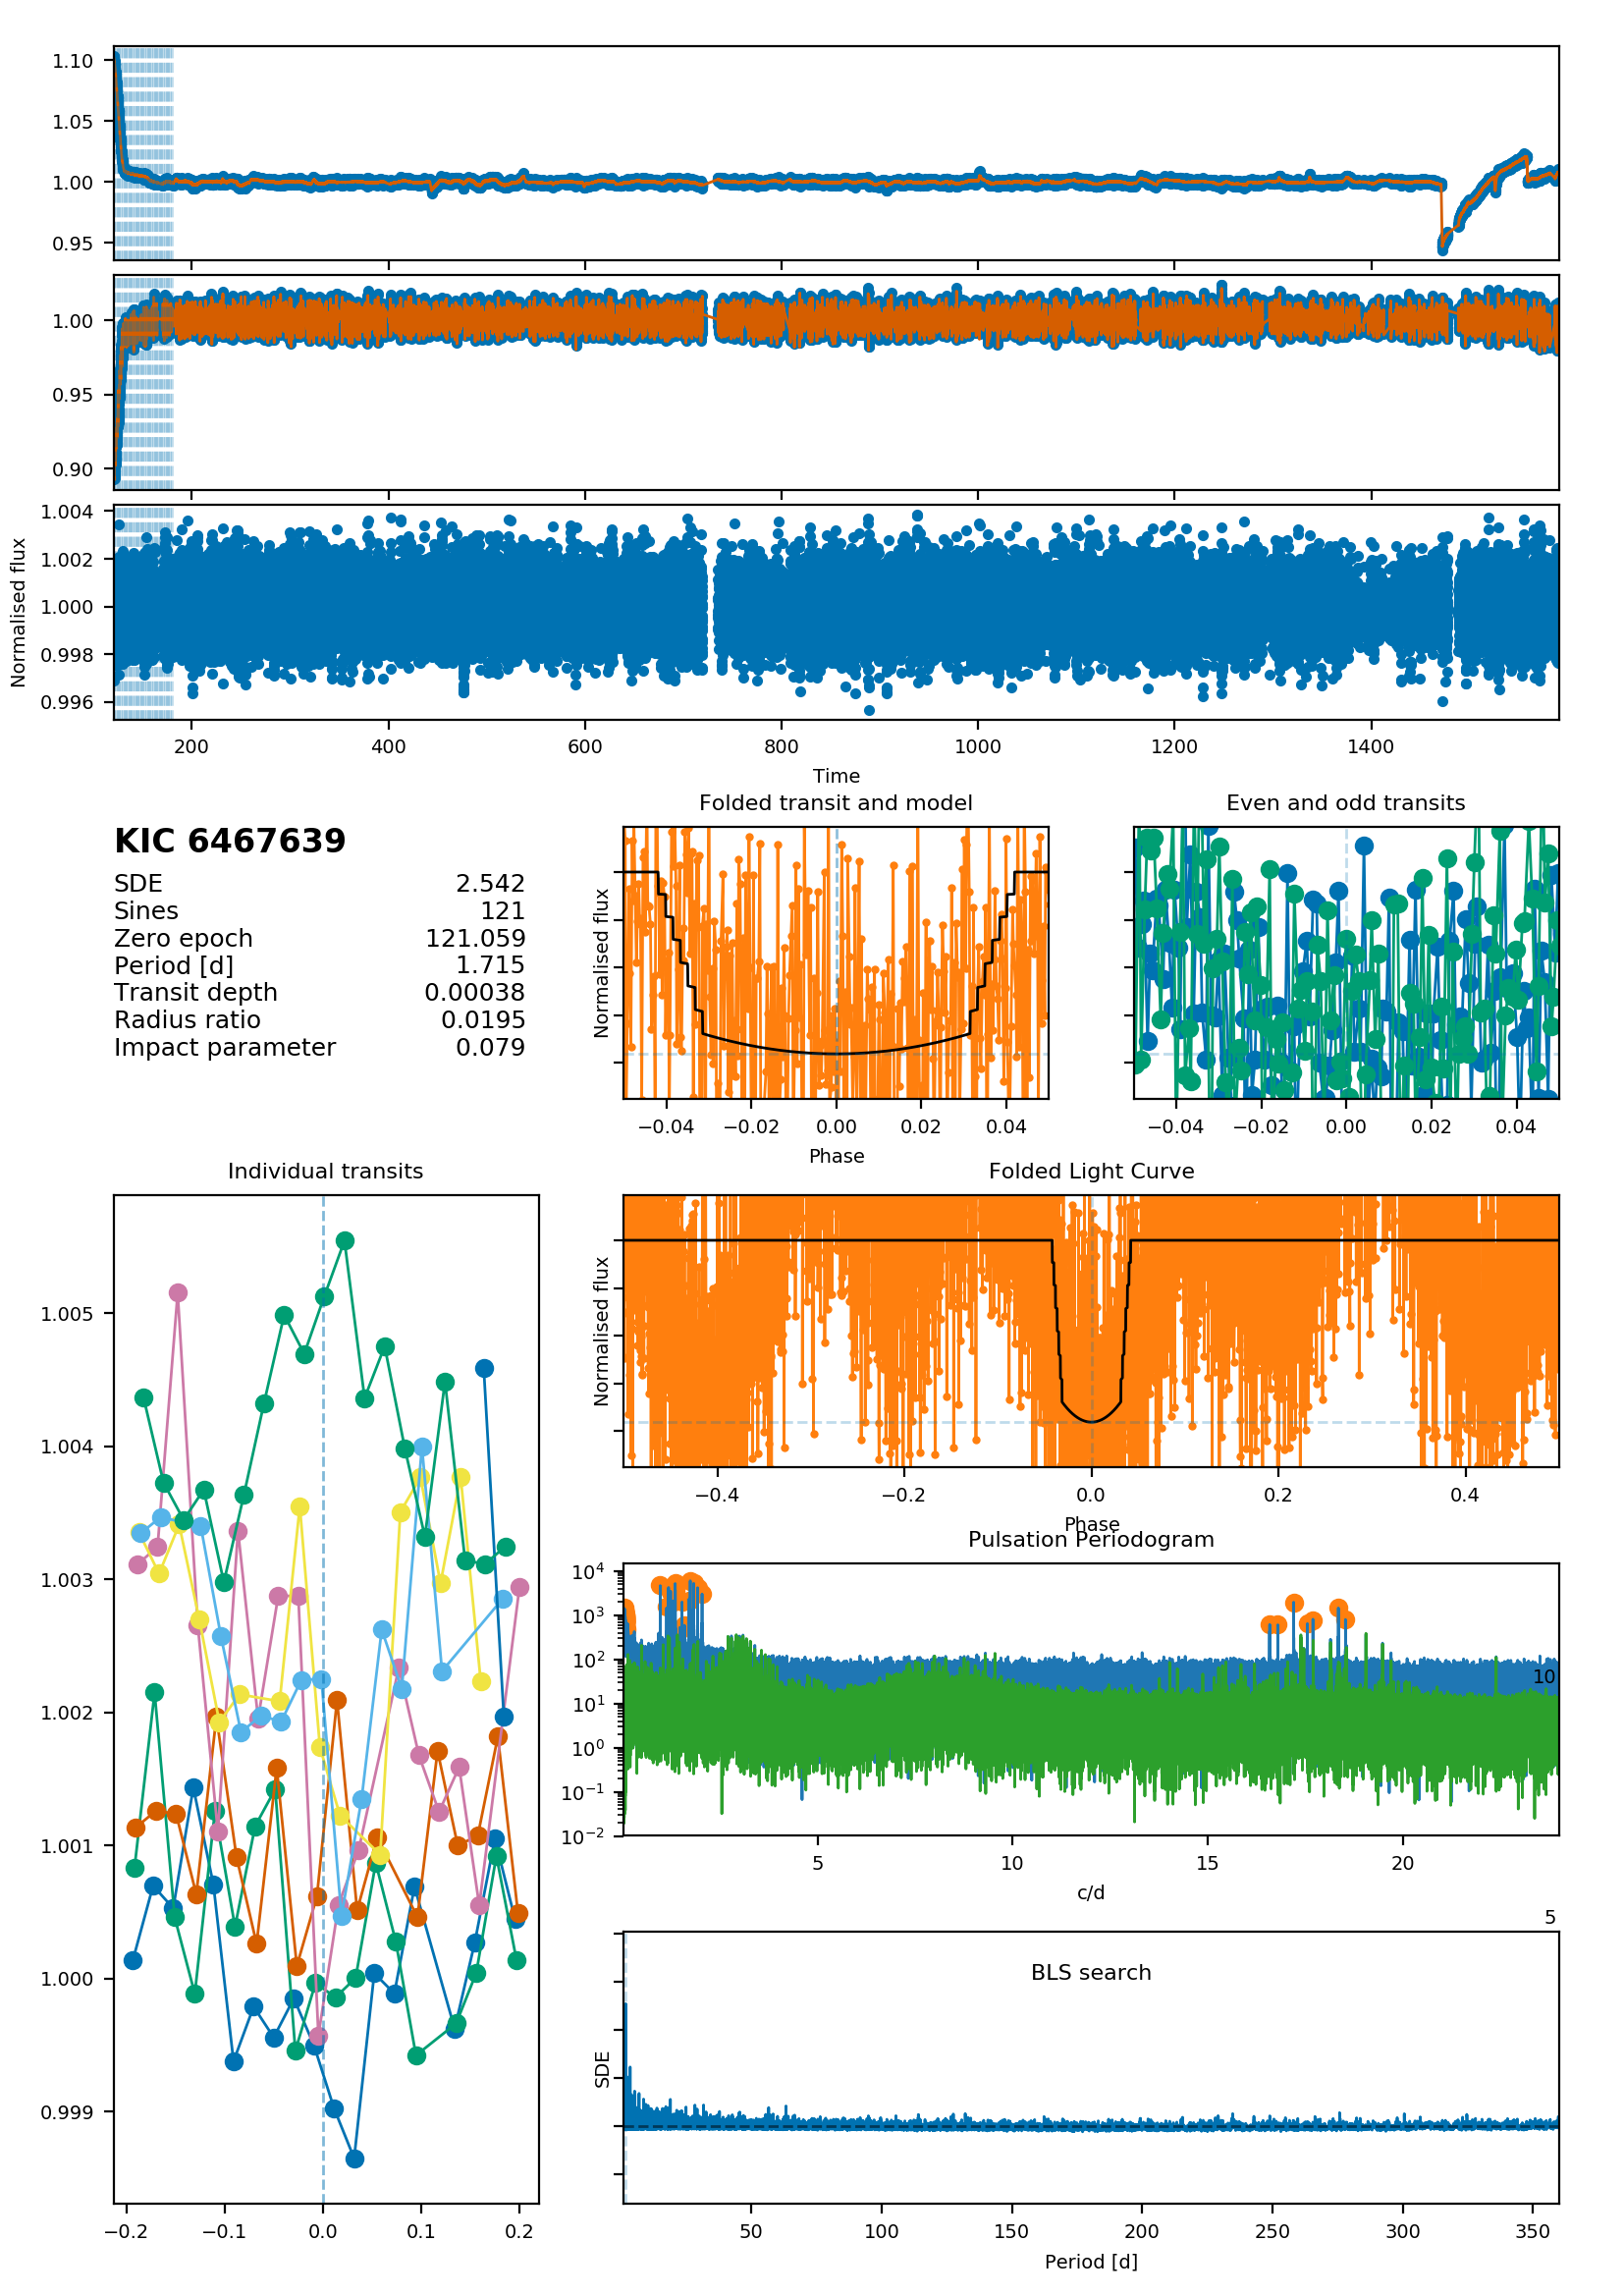 1.10
1.05
1.00
0.95
1.00
0.95
0.90
1.004
1.002
1.000
0.998
0.996
Normalised flux
200 400 600 800 1000 1200 1400
Time
KIC 6467639
SDE 2.542
Sines 121
Zero epoch 121.059
Period [d] 1.715
Transit depth 0.00038
Radius ratio 0.0195
Impact parameter 0.079
Folded transit and model
Normalised flux
−0.04 −0.02 0.00 0.02 0.04
Phase
Even and odd transits
−0.04 −0.02 0.00 0.02 0.04
Individual transits
1.005
1.004
1.003
1.002
1.001
1.000
0.999
−0.2 −0.1 0.0 0.1 0.2
Folded Light Curve
Normalised flux
−0.4 −0.2 0.0 0.2 0.4
Phase
Pulsation Periodogram
10⁴
10³
10²
10¹
10⁰
10⁻¹
10⁻²
10
5 10 15 20
c/d
5
BLS search
SDE
50 100 150 200 250 300 350
Period [d]